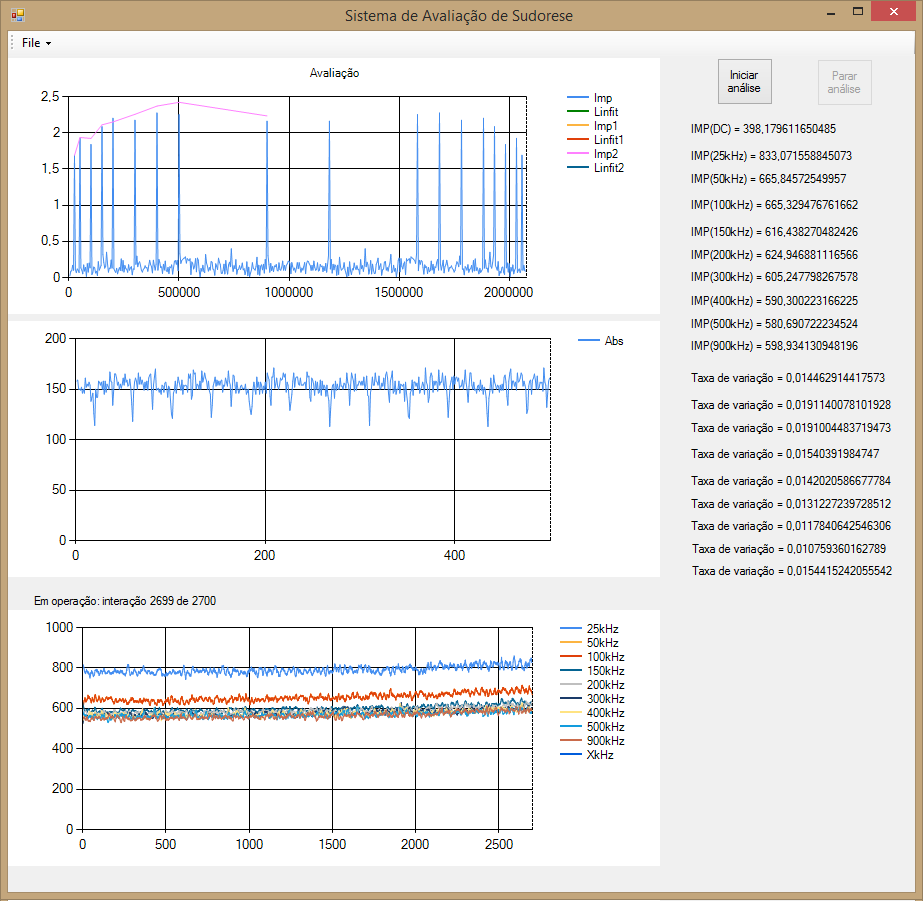 Sistema de Avaliação de Sudorese
File
Avaliação
2,5
2
1,5
1
0,5
0
0
500000
1000000
1500000
2000000
Imp
Linfit
Imp1
Linfit1
Imp2
Linfit2
200
150
100
50
0
0
200
400
Abs
Em operação: interação 2699 de 2700
1000
800
600
400
200
0
0
500
1000
1500
2000
2500
25kHz
50kHz
100kHz
150kHz
200kHz
300kHz
400kHz
500kHz
900kHz
XkHz
Iniciar
análise
Parar
análise
IMP(DC) = 398,179611650485
IMP(25kHz) = 833,071558845073
IMP(50kHz) = 665,84572549957
IMP(100kHz) = 665,329476761662
IMP(150kHz) = 616,438270482426
IMP(200kHz) = 624,946881116566
IMP(300kHz) = 605,247798267578
IMP(400kHz) = 590,300223166225
IMP(500kHz) = 580,690722234524
IMP(900kHz) = 598,934130948196
Taxa de variação = 0,014462914417573
Taxa de variação = 0,0191140078101928
Taxa de variação = 0,0191004483719473
Taxa de variação = 0,01540391984747
Taxa de variação = 0,0142020586677784
Taxa de variação = 0,0131227239728512
Taxa de variação = 0,0117840642546306
Taxa de variação = 0,010759360162789
Taxa de variação = 0,0154415242055542